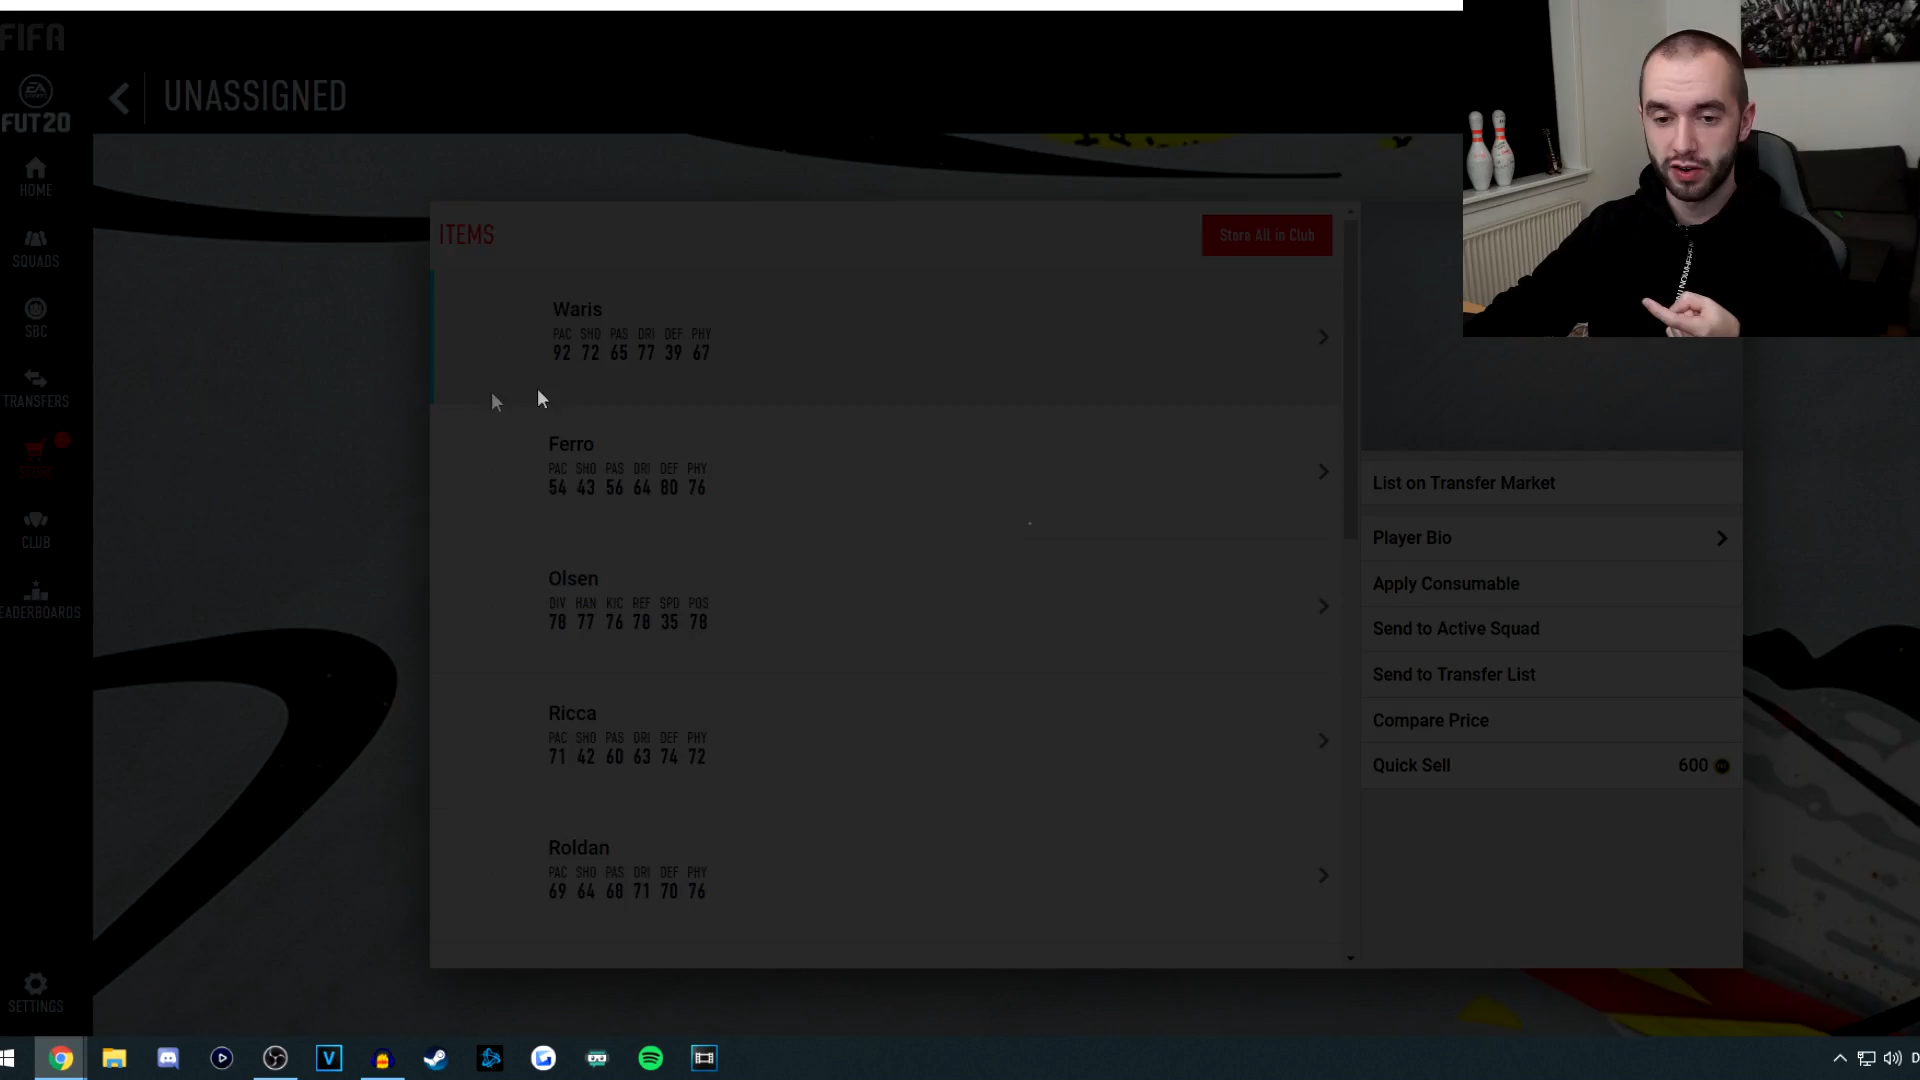 FIFA
EA SPORTS
FUT20
UNASSIGNED
HOME
SQUADS
SBC
TRANSFERS
STORE
CLUB
EADERBOARDS
SETTINGS
ITEMS
Store All in Club
Waris
PAC SHO PAS DRI DEF PHY
92 72 65 77 39 67
Ferro
PAC SHO PAS DRI DEF PHY
54 43 56 64 80 76
Olsen
DIV HAN KIC REF SPD POS
78 77 76 78 35 78
Ricca
PAC SHO PAS DRI DEF PHY
71 42 60 63 74 72
Roldan
PAC SHO PAS DRI DEF PHY
69 64 68 71 70 76
List on Transfer Market
Player Bio
Apply Consumable
Send to Active Squad
Send to Transfer List
Compare Price
Quick Sell 600
V
D